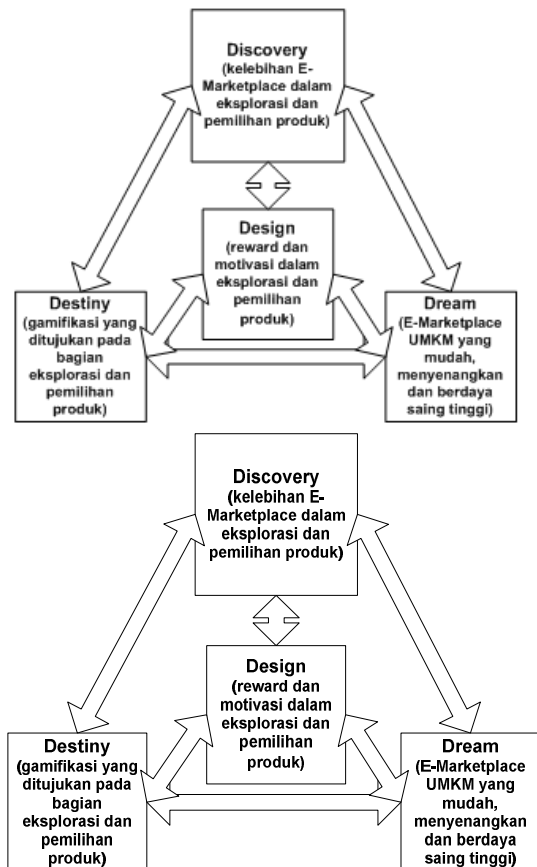 Discovery
(kelebihan E-
Marketplace dalam
eksplorasi dan
pemilihan produk)
Design
(reward dan
motivasi dalam
eksplorasi dan
pemilihan
produk)
Destiny
(gamifikasi yang
ditujukan pada
bagian
eksplorasi dan
pemilihan
produk)
Dream
(E-Marketplace
UMKM yang
mudah,
menyenangkan
dan berdaya
saing tinggi)
Discovery
(kelebihan E-
Marketplace dalam
eksplorasi dan
pemilihan produk)
Design
(reward dan
motivasi dalam
eksplorasi dan
pemilihan
produk)
Destiny
(gamifikasi yang
ditujukan pada
bagian
eksplorasi dan
pemilihan
produk)
Dream
(E-Marketplace
UMKM yang
mudah,
menyenangkan
dan berdaya
saing tinggi)